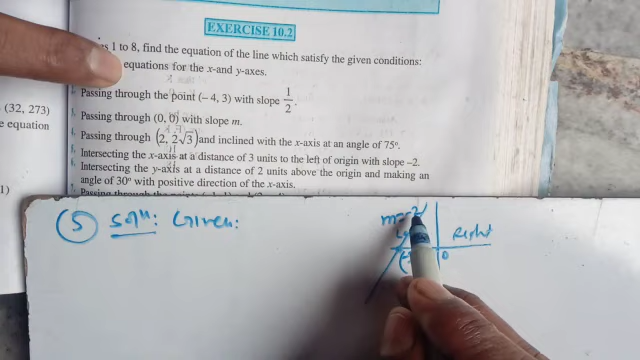 EXERCISE 10.2
1 to 8, find the equation of the line which satisfy the given conditions:
equations for the x-and y-axes.
Passing through the point (– 4, 3) with slope 1/2.
(32, 273)
e equation
Passing through (0, 0) with slope m.
Passing through (2, 2√3) and inclined with the x-axis at an angle of 75°.
Intersecting the x-axis at a distance of 3 units to the left of origin with slope –2.
Intersecting the y-axis at a distance of 2 units above the origin and making an
angle of 30° with positive direction of the x-axis.
1)
Passing through the
5 Soln: Given:
Right
0